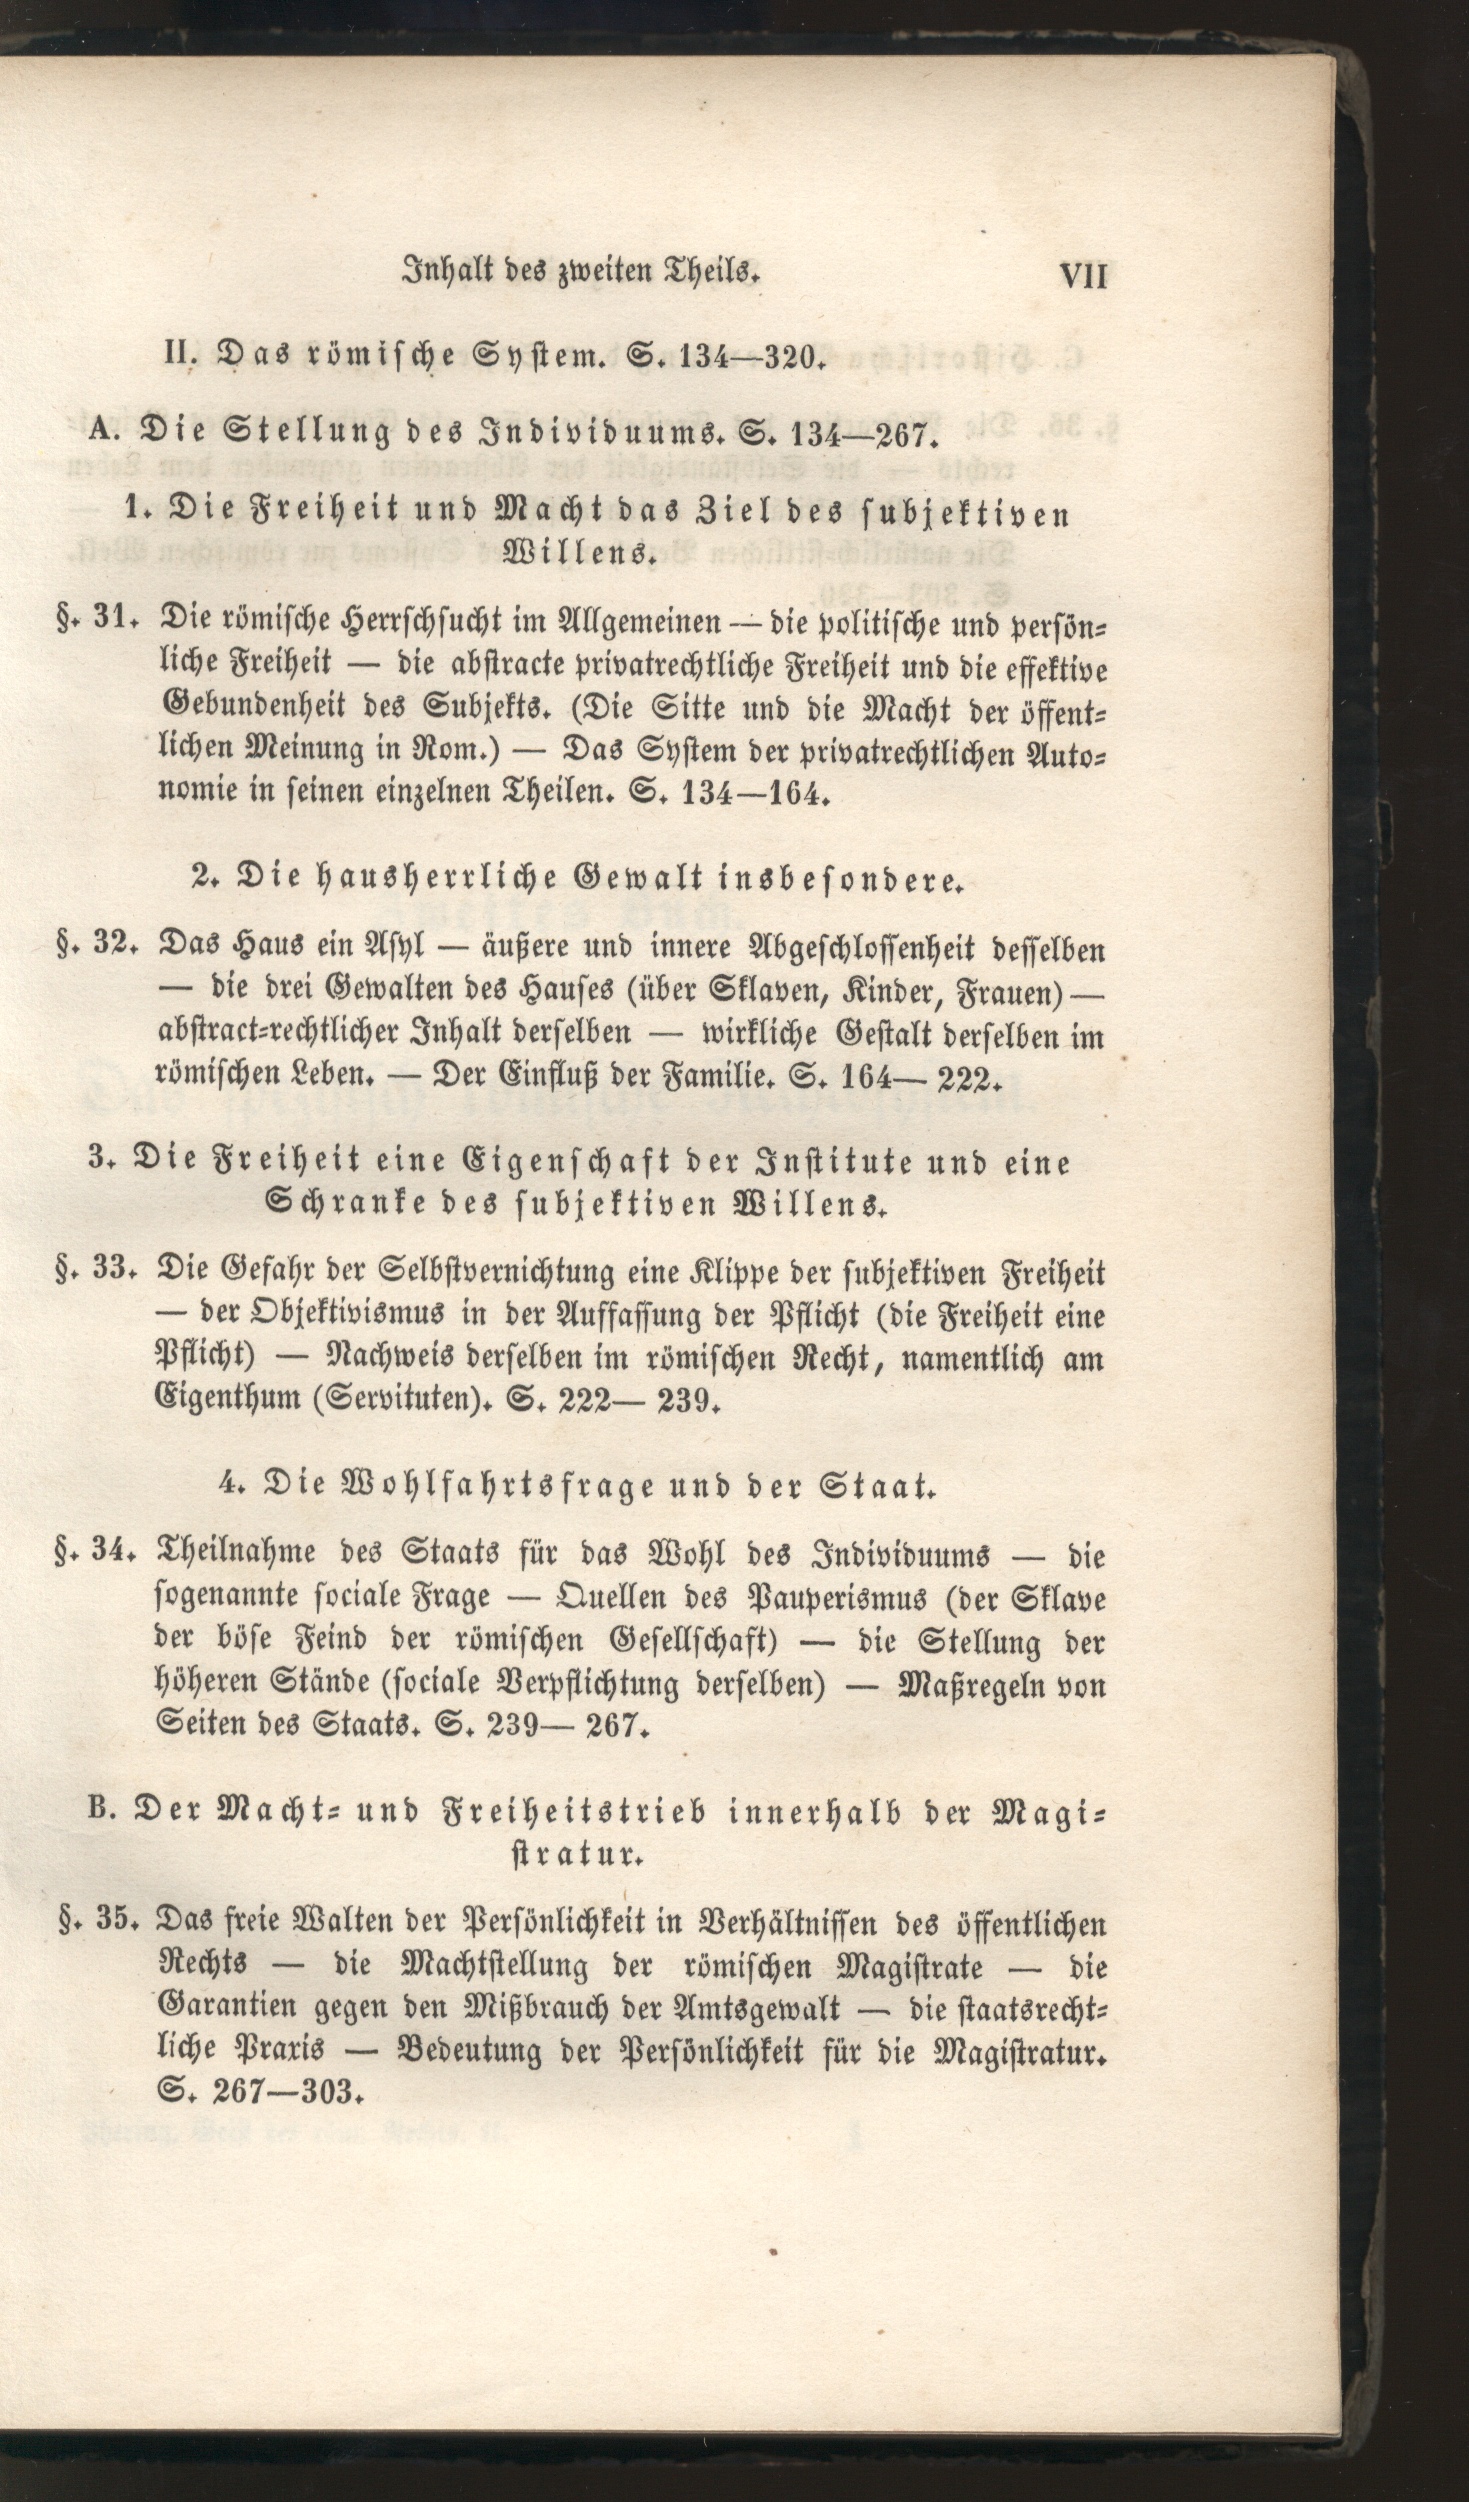 Inhalt des zweiten Theils. VII
II. Das römische System. S. 134—320.
A. Die Stellung des Individuums. S. 134—267.
1. Die Freiheit und Macht das Ziel des subjektiven
Willens.
§. 31. Die römische Herrschsucht im Allgemeinen — die politische und persön-
liche Freiheit — die abstracte privatrechtliche Freiheit und die effektive
Gebundenheit des Subjekts. (Die Sitte und die Macht der öffent-
lichen Meinung in Rom.) — Das System der privatrechtlichen Auto-
nomie in seinen einzelnen Theilen. S. 134—164.
2. Die hausherrliche Gewalt insbesondere.
§. 32. Das Haus ein Asyl — äußere und innere Abgeschlossenheit desselben
— die drei Gewalten des Hauses (über Sklaven, Kinder, Frauen) —
abstract-rechtlicher Inhalt derselben — wirkliche Gestalt derselben im
römischen Leben. — Der Einfluß der Familie. S. 164— 222.
3. Die Freiheit eine Eigenschaft der Institute und eine
Schranke des subjektiven Willens.
§. 33. Die Gefahr der Selbstvernichtung eine Klippe der subjektiven Freiheit
— der Objektivismus in der Auffassung der Pflicht (die Freiheit eine
Pflicht) — Nachweis derselben im römischen Recht, namentlich am
Eigenthum (Servituten). S. 222— 239.
4. Die Wohlfahrtsfrage und der Staat.
§. 34. Theilnahme des Staats für das Wohl des Individuums — die
sogenannte sociale Frage — Quellen des Pauperismus (der Sklave
der böse Feind der römischen Gesellschaft) — die Stellung der
höheren Stände (sociale Verpflichtung derselben) — Maßregeln von
Seiten des Staats. S. 239— 267.
B. Der Macht- und Freiheitstrieb innerhalb der Magi-
stratur.
§. 35. Das freie Walten der Persönlichkeit in Verhältnissen des öffentlichen
Rechts — die Machtstellung der römischen Magistrate — die
Garantien gegen den Mißbrauch der Amtsgewalt — die staatsrecht-
liche Praxis — Bedeutung der Persönlichkeit für die Magistratur.
S. 267—303.